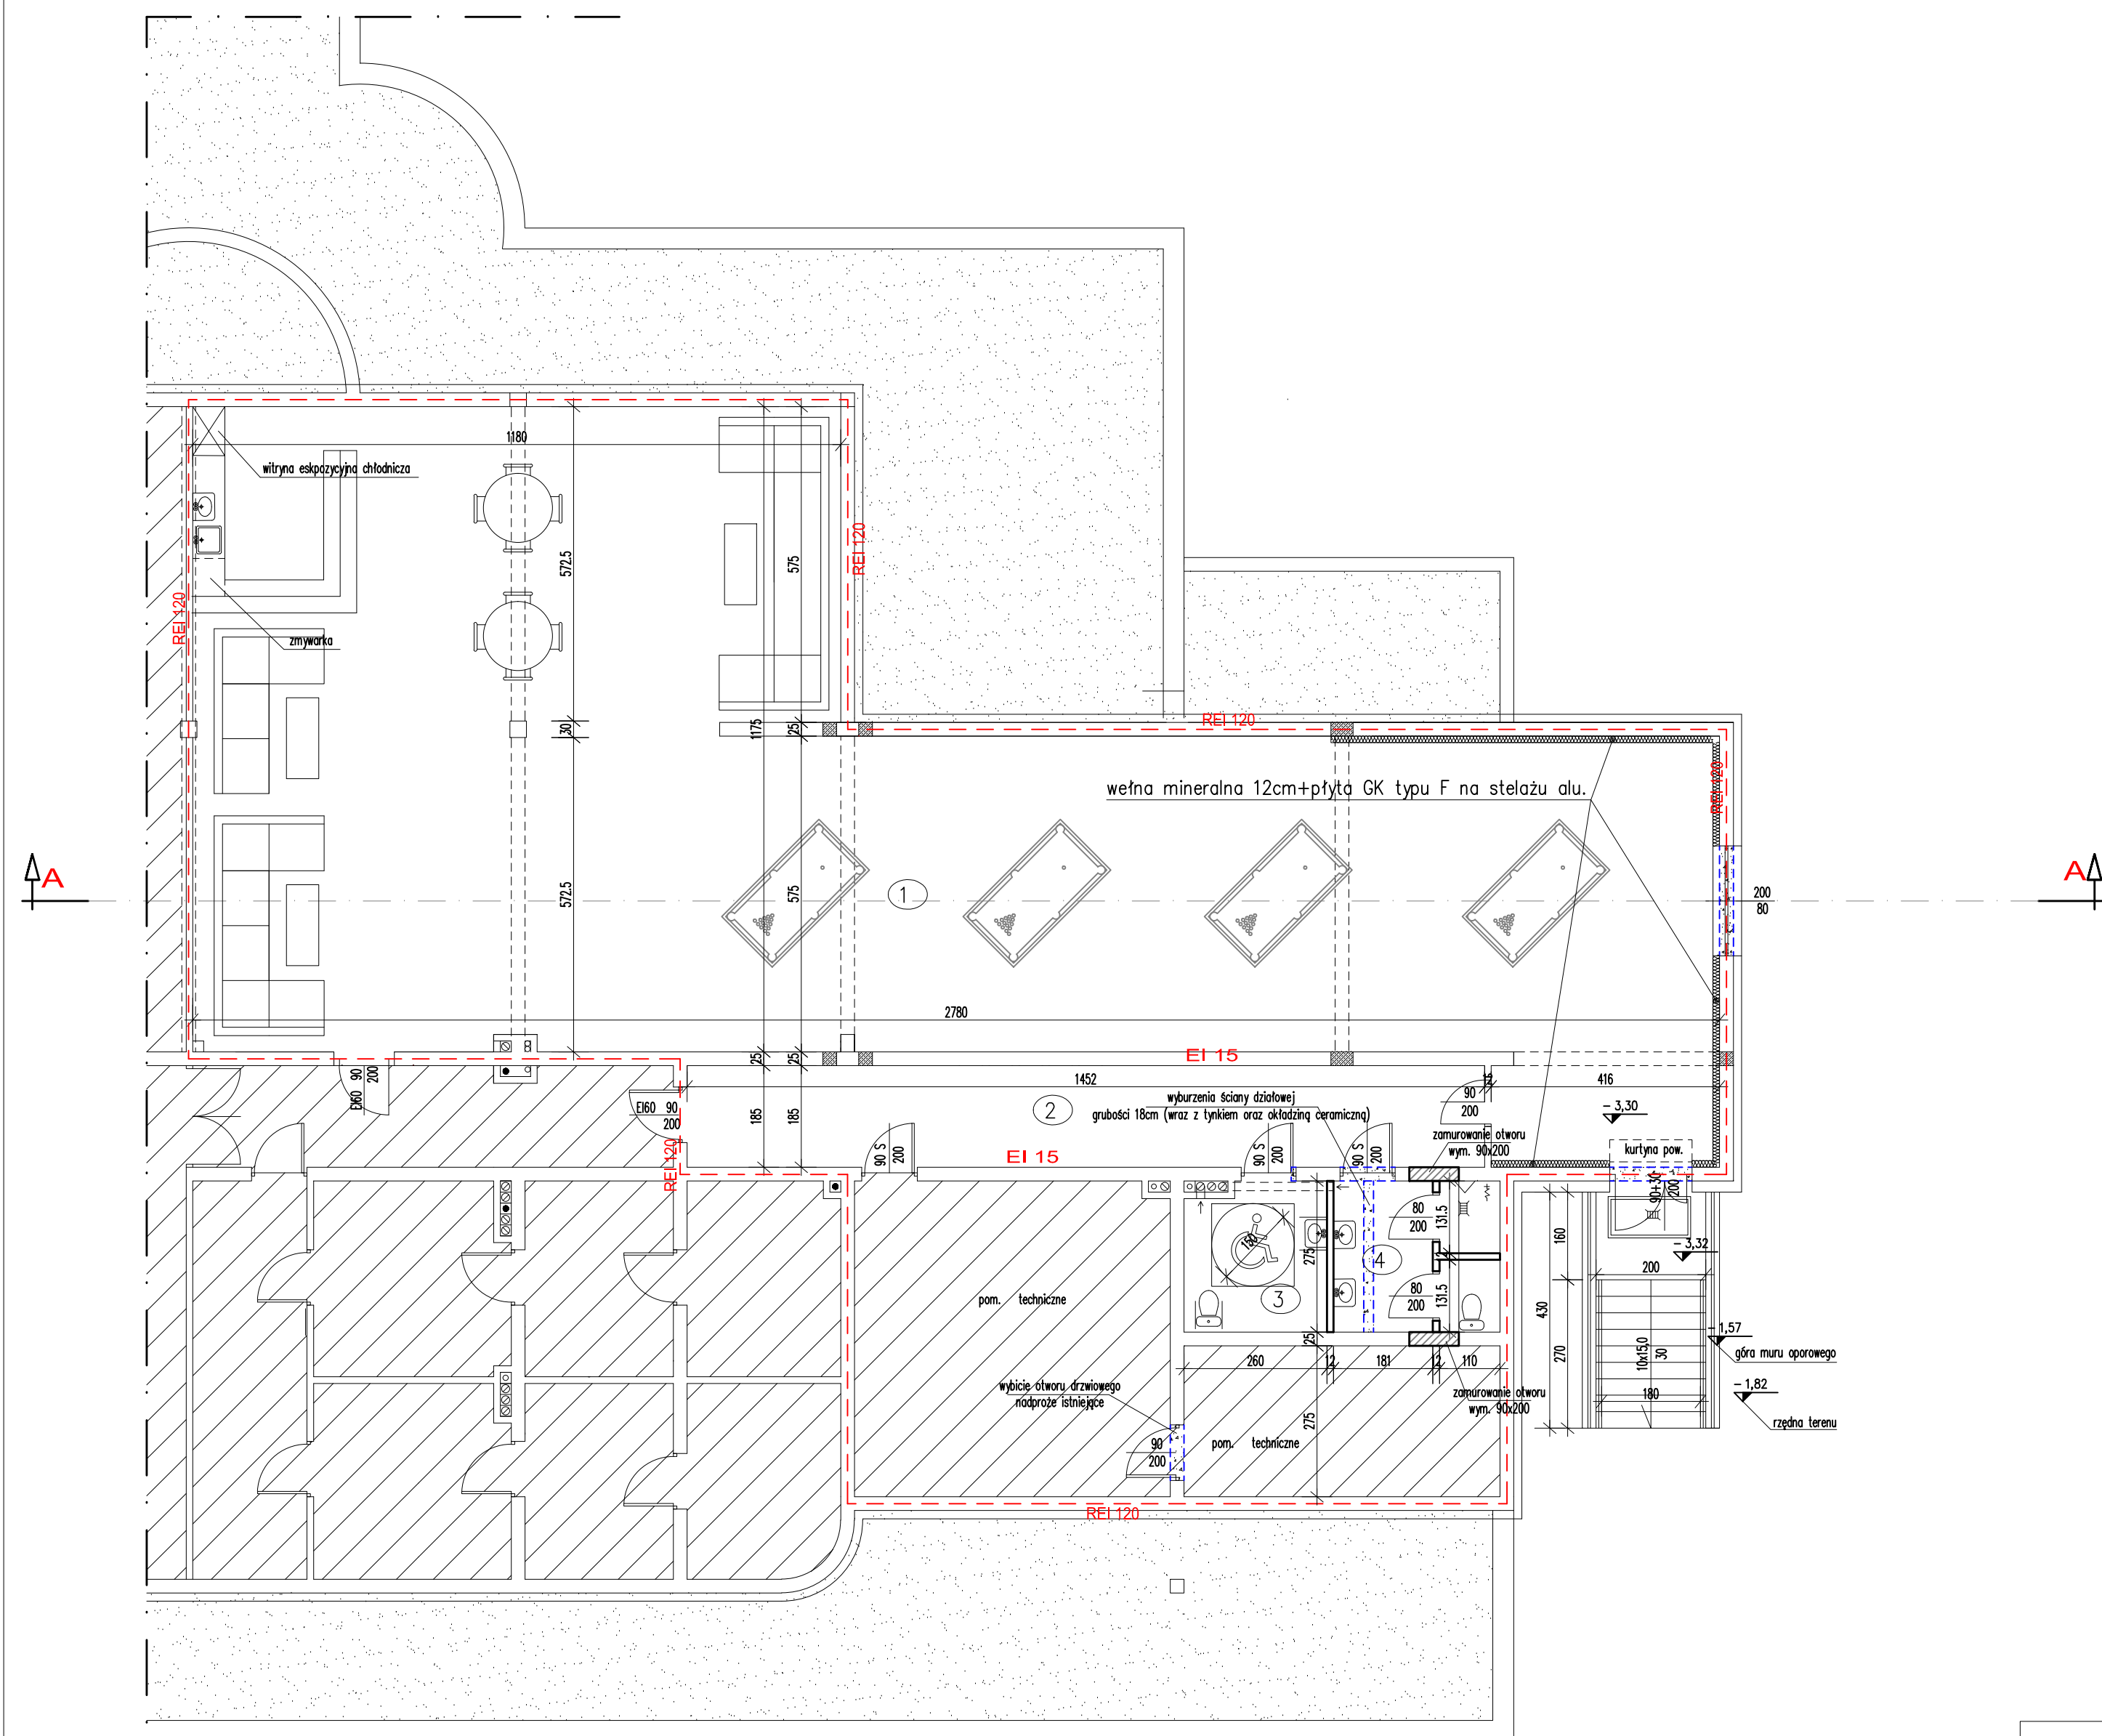 1180
witryna eskpozycyjna chłodnicza
REI 120
572.5
575
REI 120
zmywarka
30
1175
25
REI 120
wełna mineralna 12cm+płyta GK typu F na stelażu alu.
REI 120
A
572.5
575
1
200
80
A
2780
25
25
EI 15
EI60 90
200
EI60 90
200
1452
416
185
185
2
wyburzenia ściany działowej
grubości 18cm (wraz z tynkiem oraz okładziną ceramiczną)
90
200
- 3,30
zamurowanie otworu
wym. 90x200
kurtyna pow.
REI 120
EI 15
90 S
200
90 S
200
90 S
200
90+30
200
80
200
131.5
150
275
4
12
3
80
200
131.5
160
- 3,32
200
430
270
10x15,0
30
180
- 1,57
góra muru oporowego
- 1,82
rzędna terenu
pom. techniczne
25
260
12
181
12
110
wybicie otworu drzwiowego
nadproże istniejące
zamurowanie otworu
wym. 90x200
275
90
200
pom. techniczne
REI 120